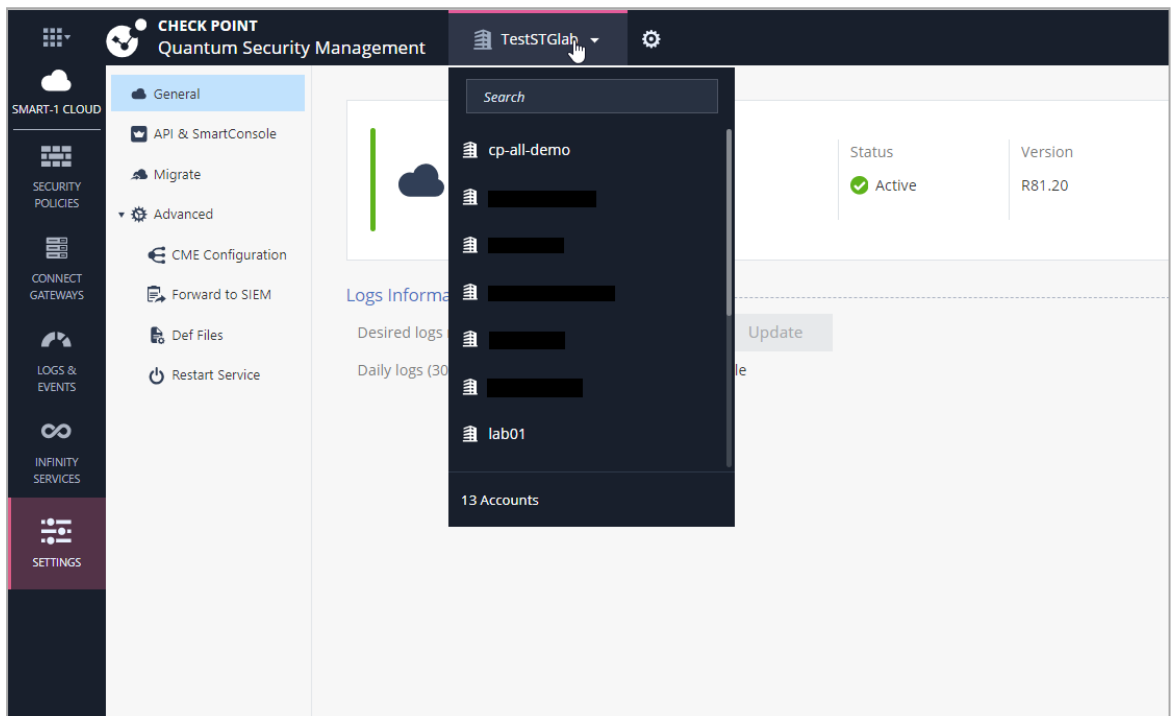 CHECK POINT
Quantum Security Management
TestSTGlab
SMART-1 CLOUD
SECURITY
POLICIES
CONNECT
GATEWAYS
LOGS &
EVENTS
INFINITY
SERVICES
SETTINGS
General
API & SmartConsole
Migrate
Advanced
CME Configuration
Forward to SIEM
Def Files
Restart Service
Search
cp-all-demo
lab01
13 Accounts
Status
Active
Version
R81.20
Logs Informa
Desired logs
Update
Daily logs (30
le